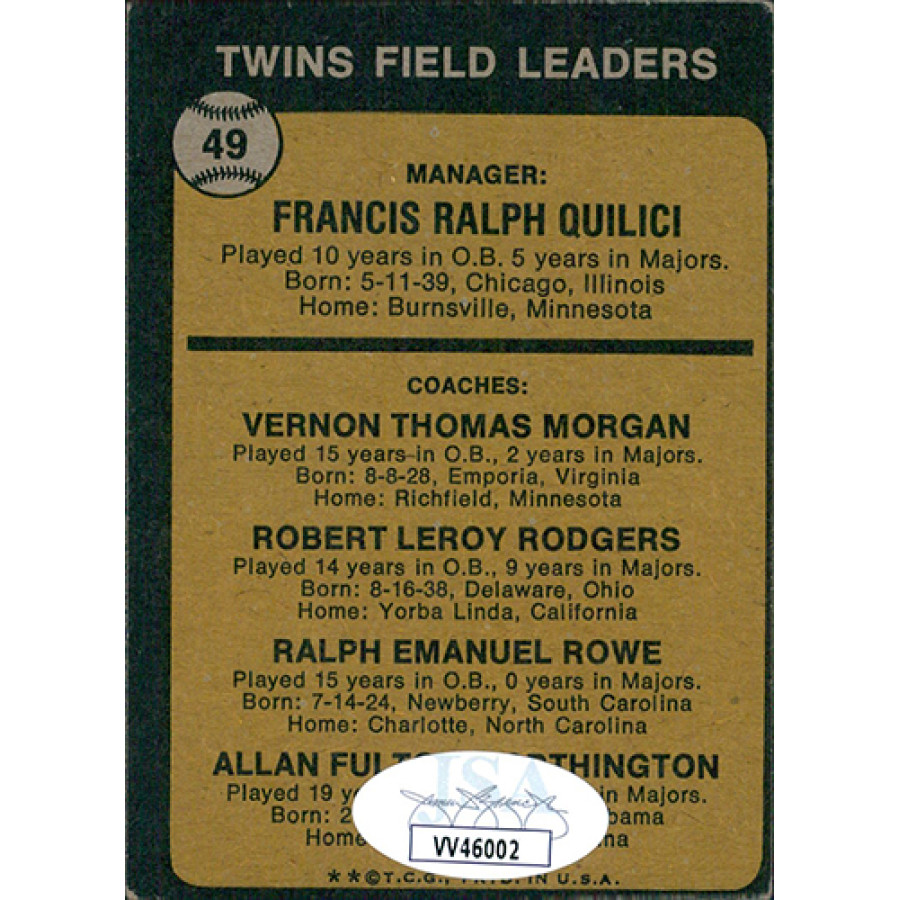 TWINS FIELD LEADERS
49
MANAGER:
FRANCIS RALPH QUILICI
Played 10 years in O.B. 5 years in Majors.
Born: 5-11-39, Chicago, Illinois
Home: Burnsville, Minnesota
COACHES:
VERNON THOMAS MORGAN
Played 15 years in O.B., 2 years in Majors.
Born: 8-8-28, Emporia, Virginia
Home: Richfield, Minnesota
ROBERT LEROY RODGERS
Played 14 years in O.B., 9 years in Majors.
Born: 8-16-38, Delaware, Ohio
Home: Yorba Linda, California
RALPH EMANUEL ROWE
Played 15 years in O.B., 0 years in Majors.
Born: 7-14-24, Newberry, South Carolina
Home: Charlotte, North Carolina
ALLAN
Played 19 in Majors.
Born:
JSA
VV46002
**©T.C.G., IN U.S.A.